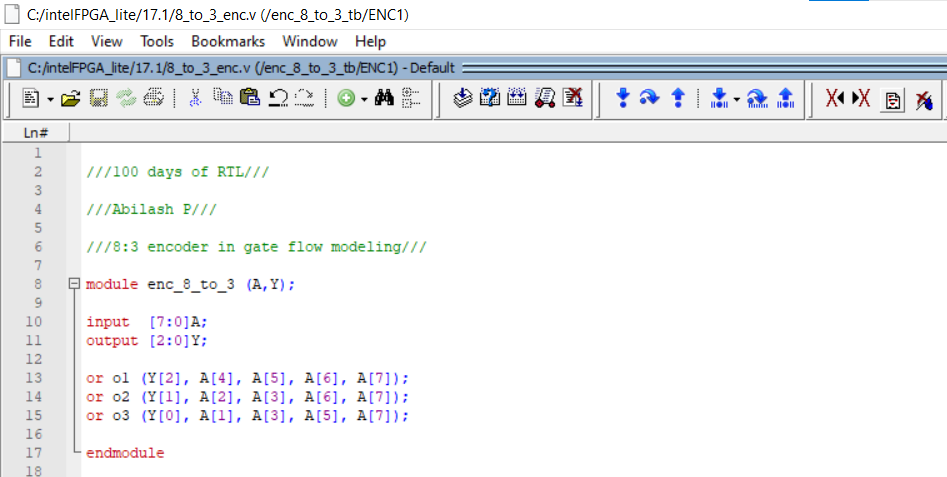 C:/intelFPGA_lite/17.1/8_to_3_enc.v (/enc_8_to_3_tb/ENC1)
File Edit View Tools Bookmarks Window Help
C:/intelFPGA_lite/17.1/8_to_3_enc.v (/enc_8_to_3_tb/ENC1) - Default
Ln#
1
2 ///100 days of RTL///
3
4 ///Abilash P///
5
6 ///8:3 encoder in gate flow modeling///
7
8 module enc_8_to_3 (A,Y);
9
10 input [7:0]A;
11 output [2:0]Y;
12
13 or o1 (Y[2], A[4], A[5], A[6], A[7]);
14 or o2 (Y[1], A[2], A[3], A[6], A[7]);
15 or o3 (Y[0], A[1], A[3], A[5], A[7]);
16
17 endmodule
18